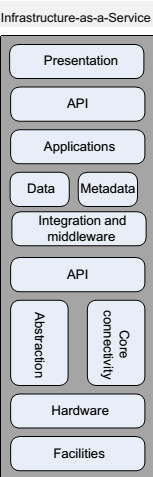 Infrastructure-as-a-Service
Presentation
API
Applications
Data Metadata
Integration and
middleware
API
Abstraction
Core
connectivity
Hardware
Facilities